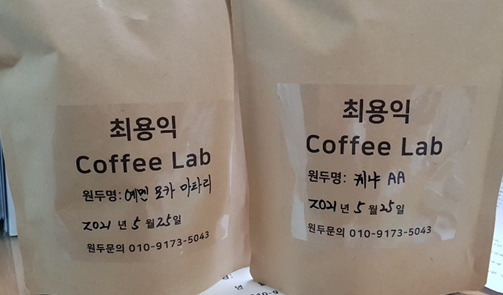 최용익
Coffee Lab
원두명: 예멘 모카 마타리
2021년 5월 25일
원두문의 010-9173-5043
최용익
Coffee Lab
원두명: 케냐 AA
2021년 5월 25일
원두문의 010-9173-5043